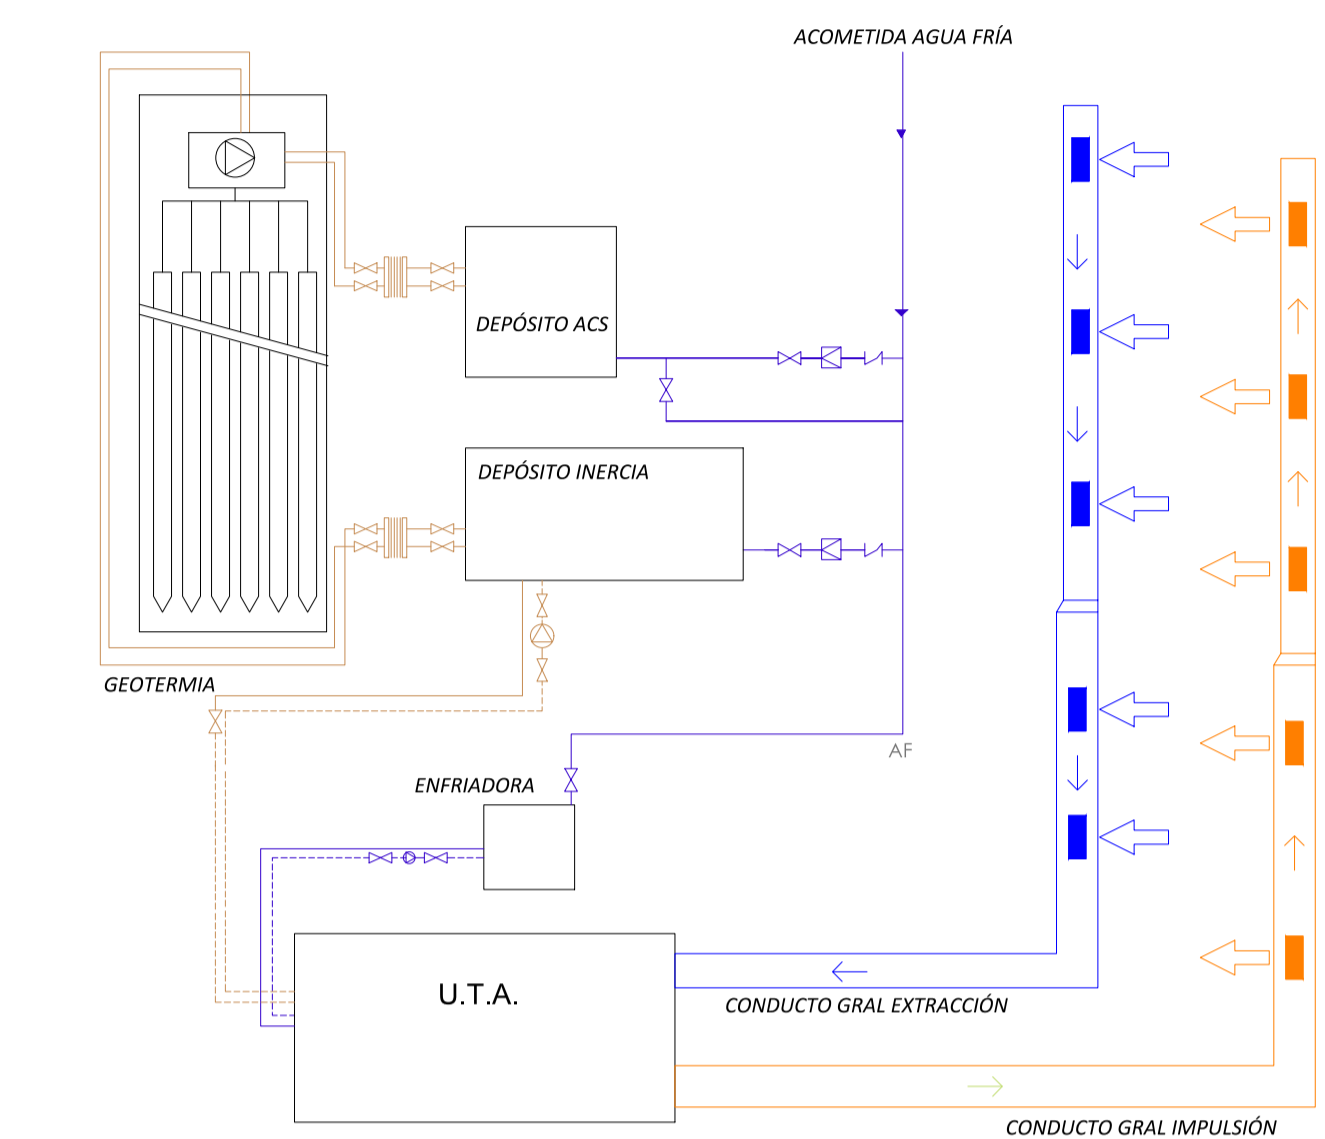 ACOMETIDA AGUA FRÍA
DEPÓSITO ACS
DEPÓSITO INERCIA
GEOTERMIA
AF
ENFRIADORA
U.T.A.
CONDUCTO GRAL EXTRACCIÓN
CONDUCTO GRAL IMPULSIÓN